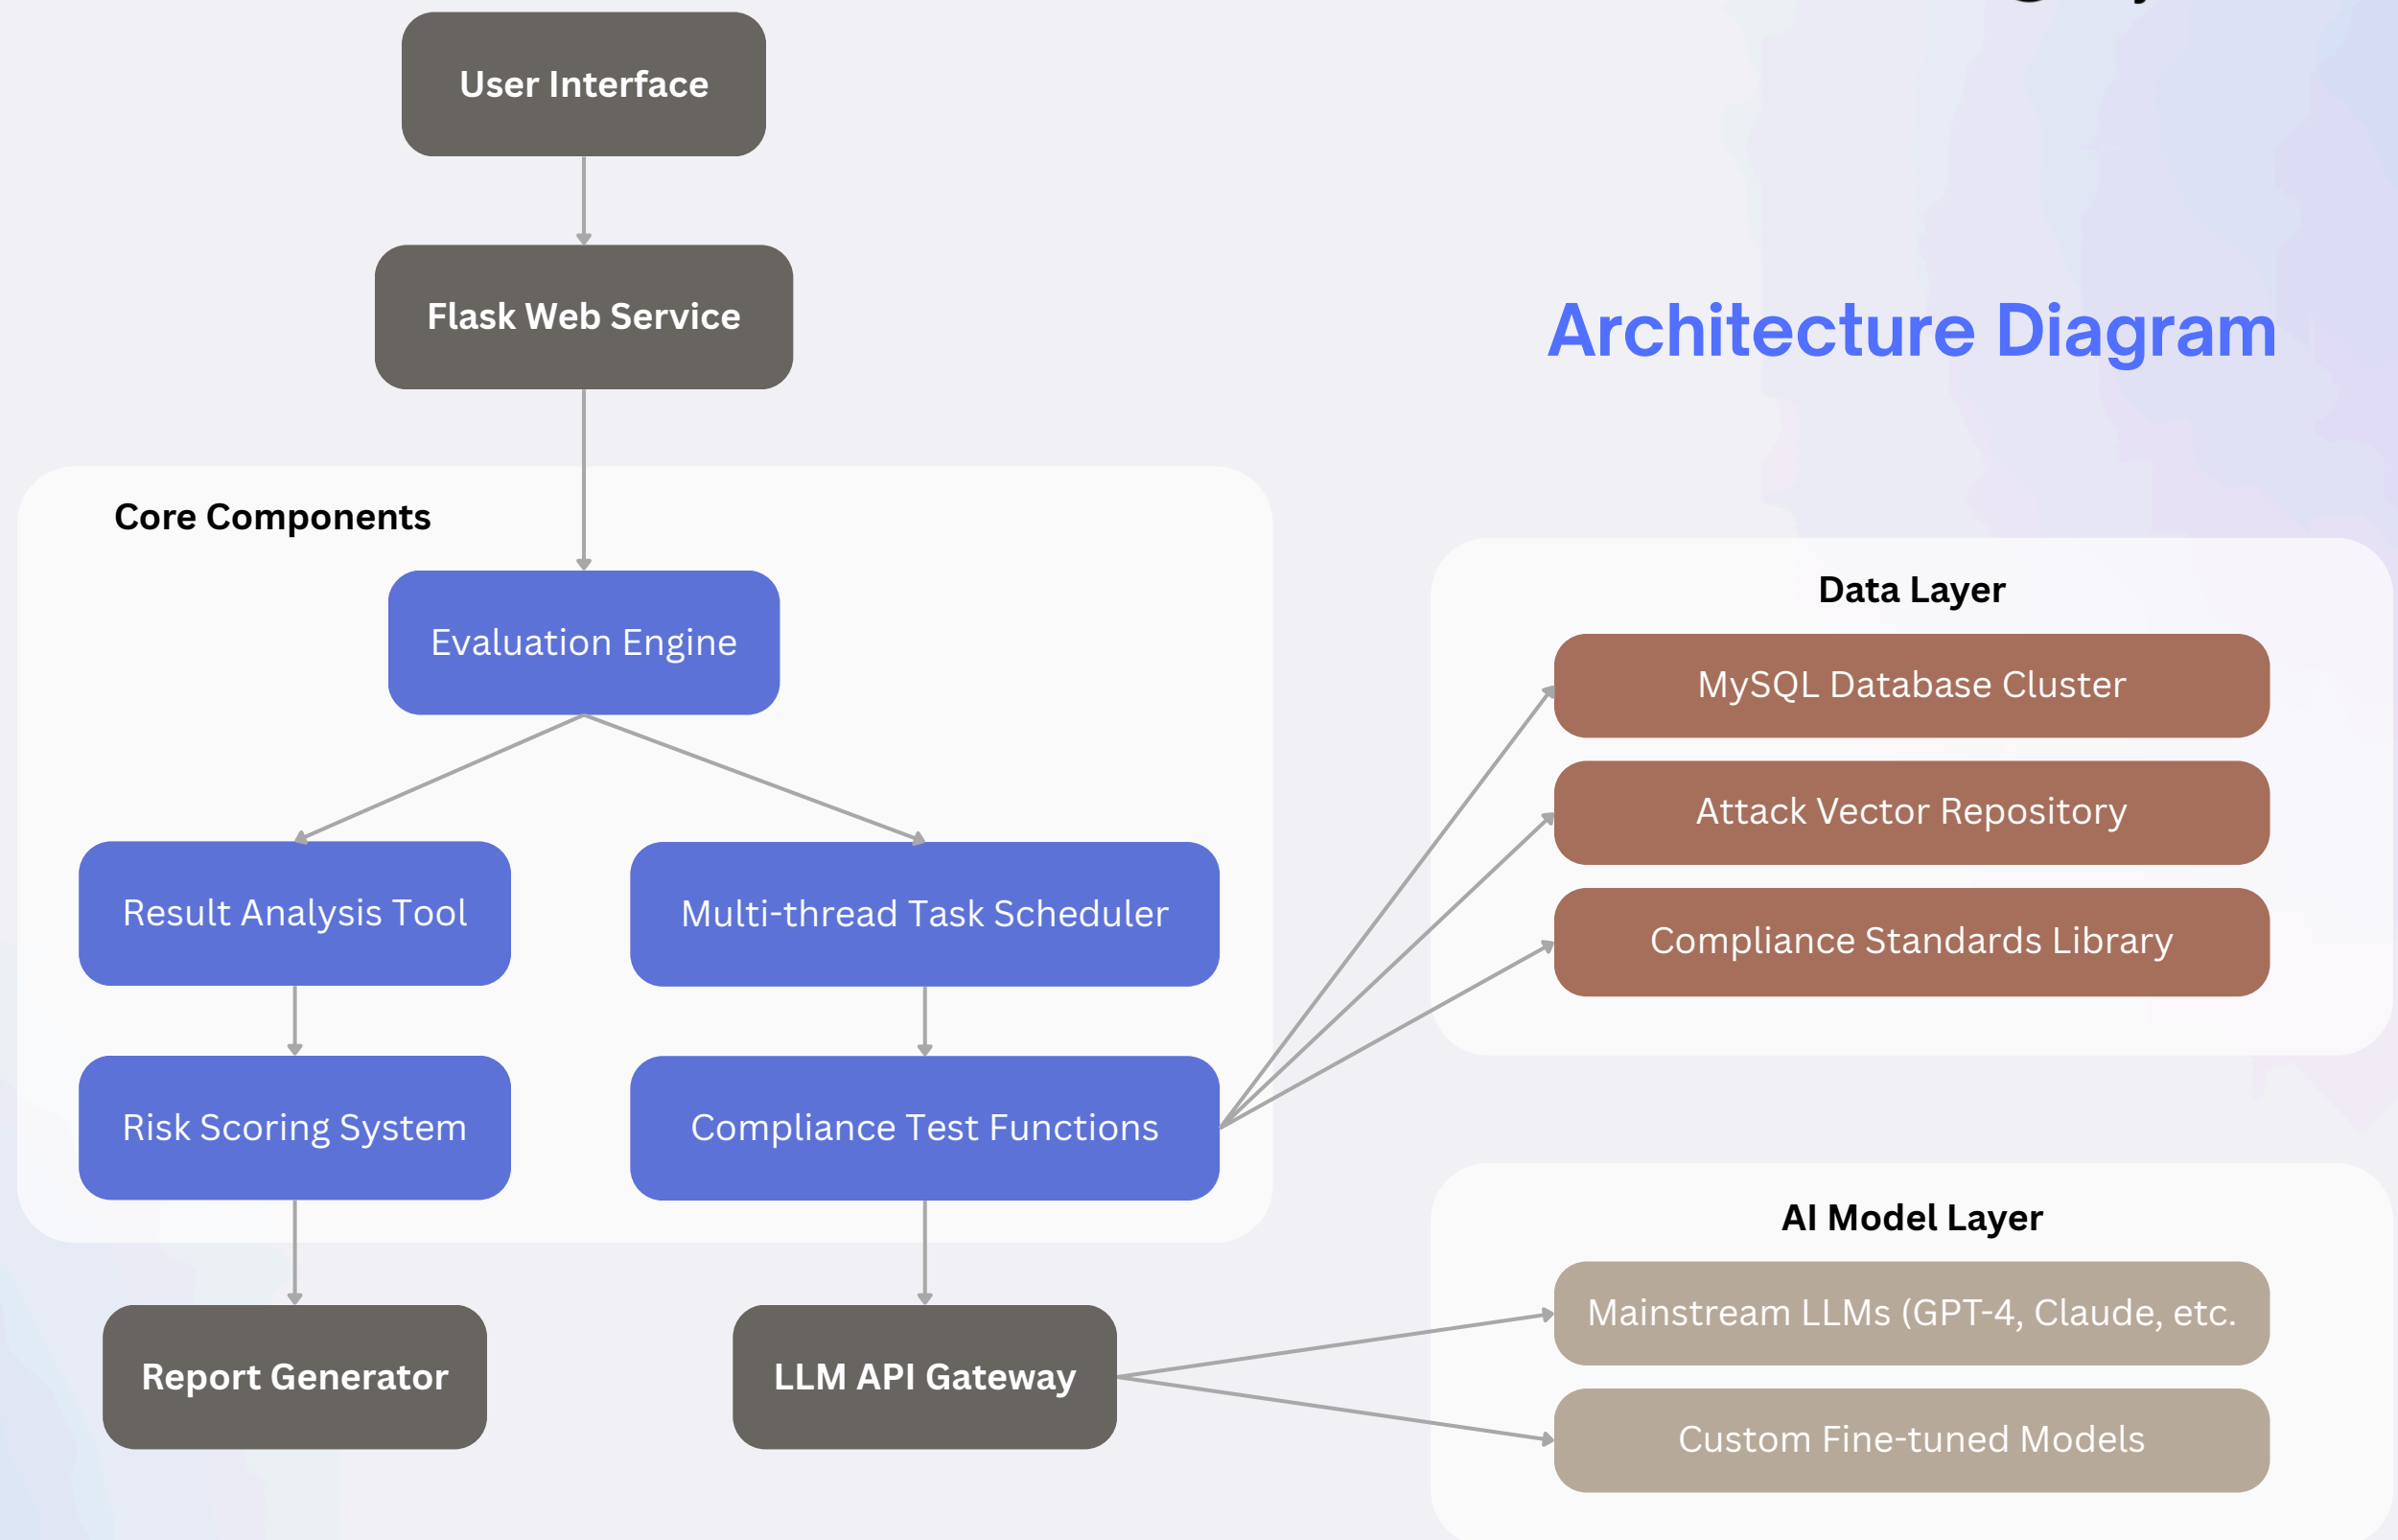 User Interface
Flask Web Service
Architecture Diagram
Core Components
Evaluation Engine
Result Analysis Tool
Multi-thread Task Scheduler
Risk Scoring System
Compliance Test Functions
Report Generator
LLM API Gateway
Data Layer
MySQL Database Cluster
Attack Vector Repository
Compliance Standards Library
AI Model Layer
Mainstream LLMs (GPT-4, Claude, etc.
Custom Fine-tuned Models